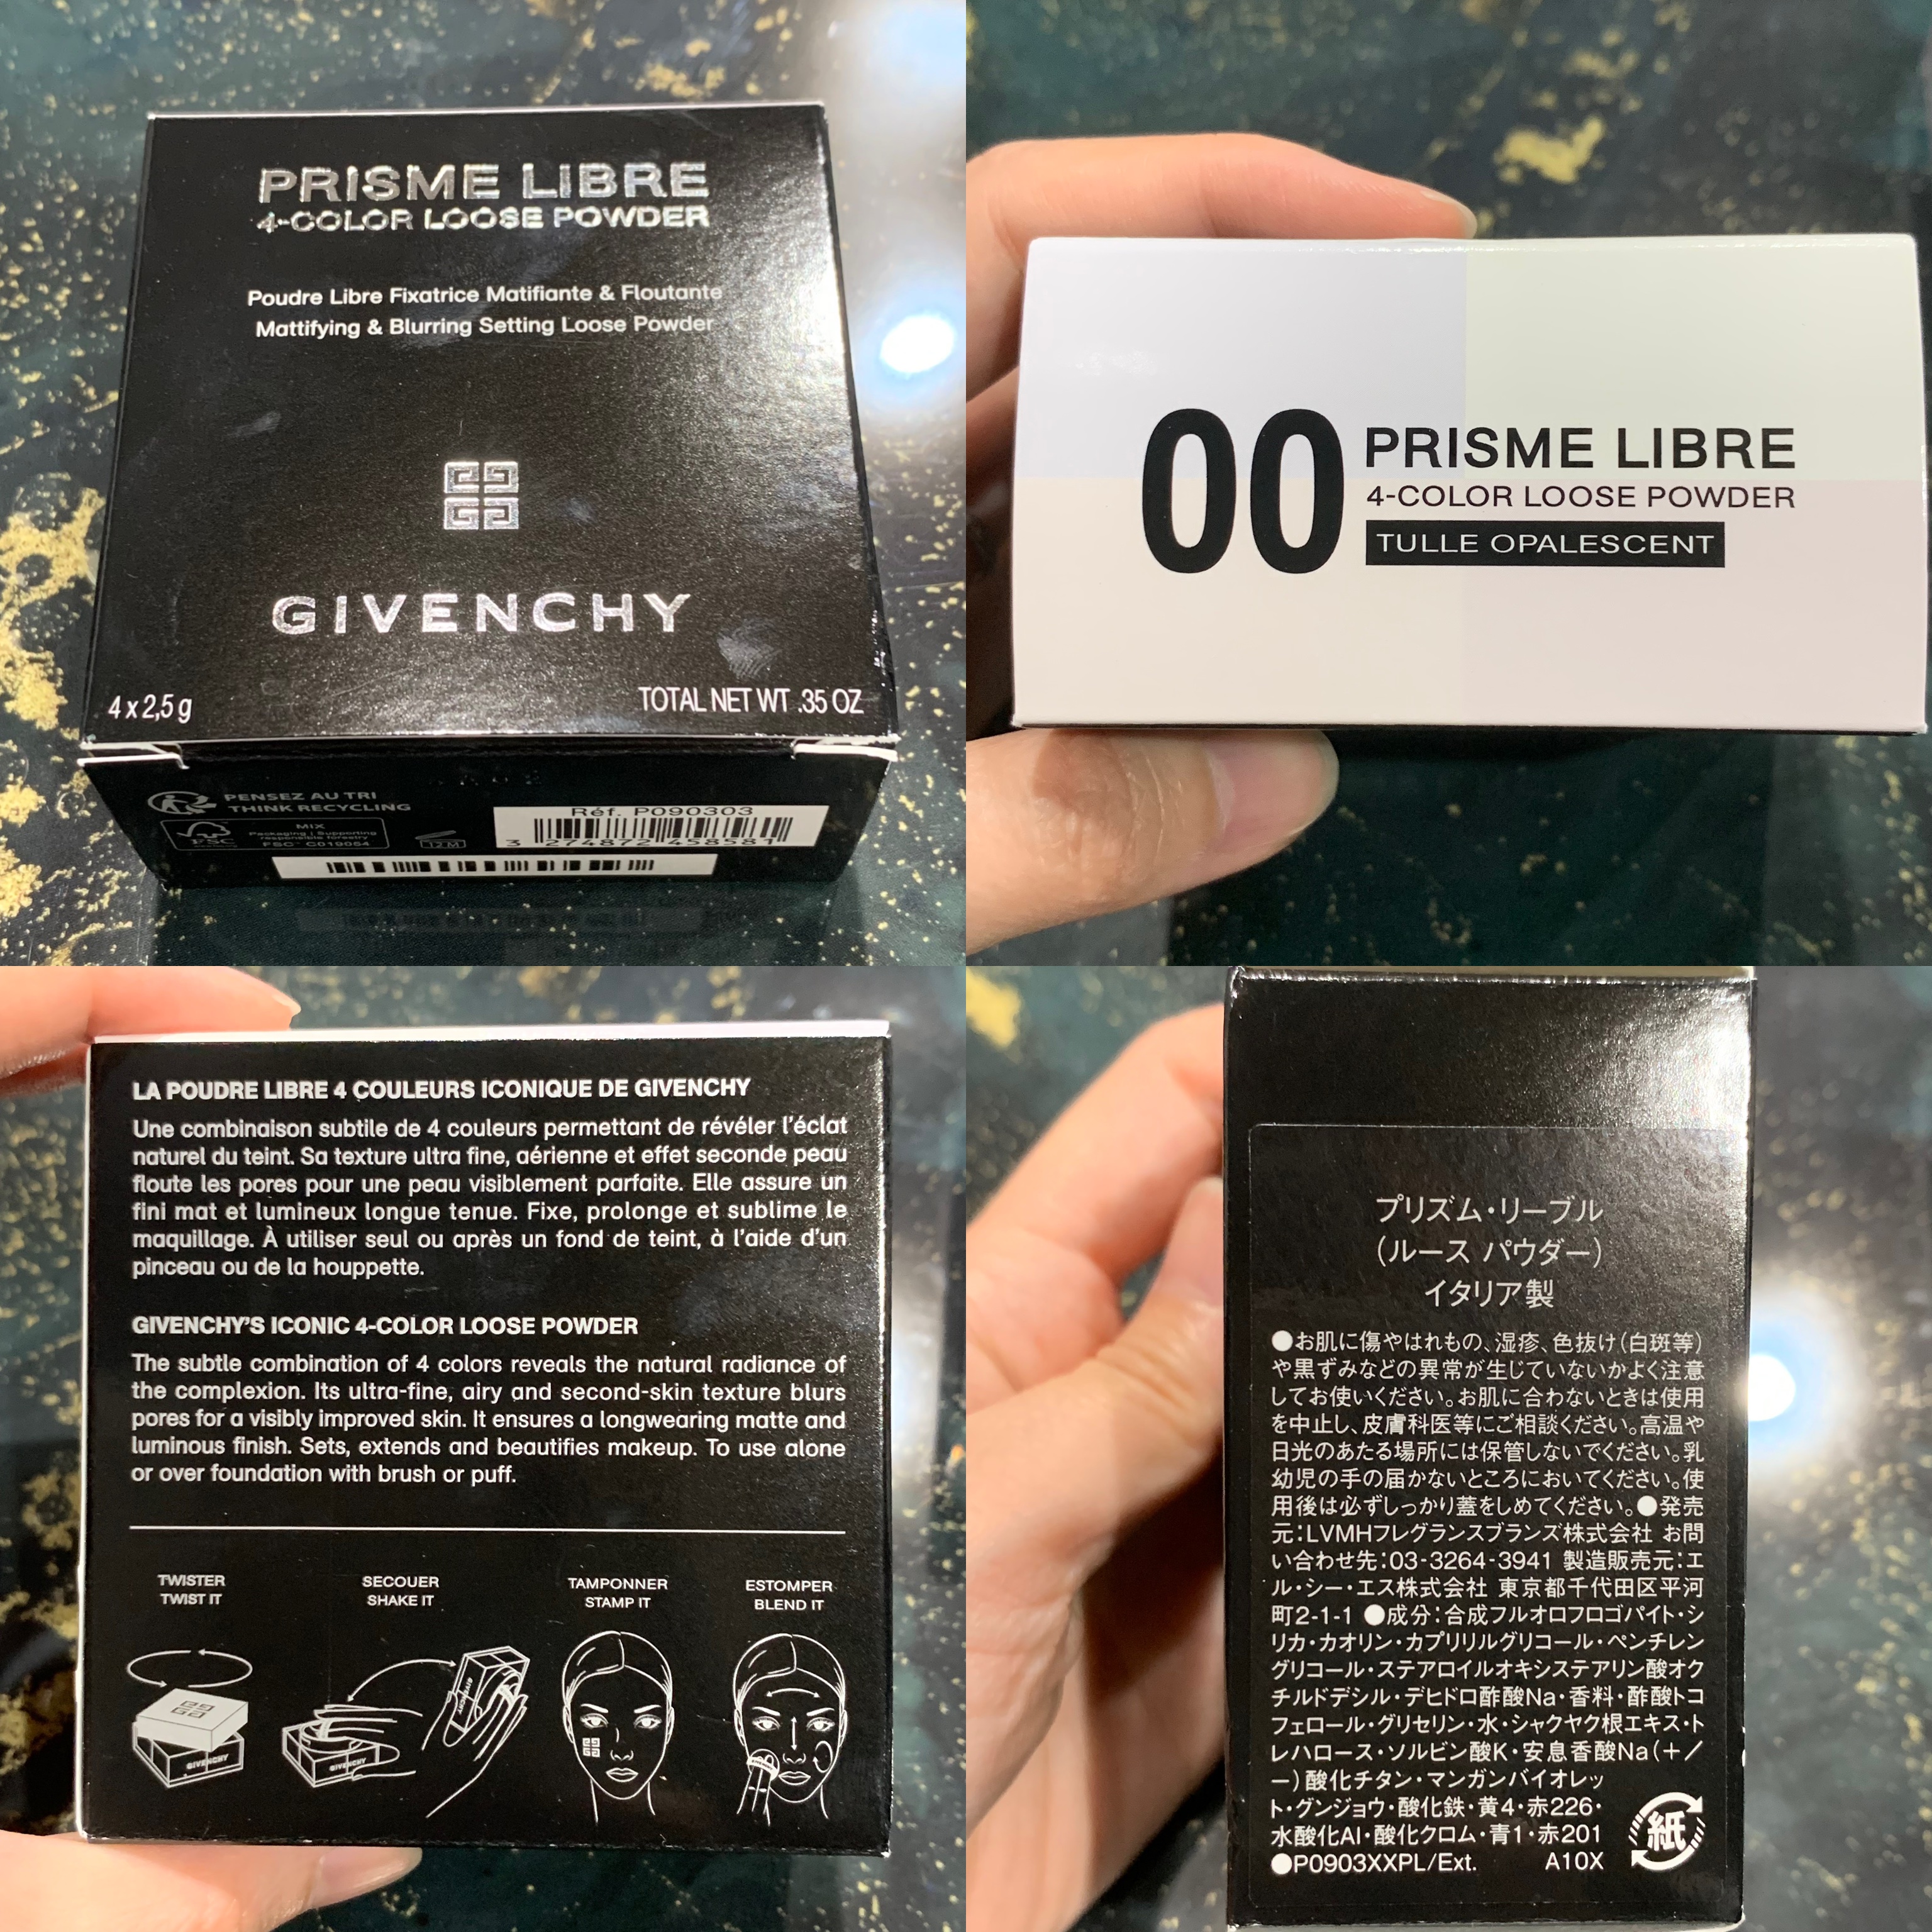 PRISME LIBRE
4-COLOR LOOSE POWDER
Poudre Libre Fixatrice Matifiante & Floutante
Mattifying & Blurring Setting Loose Powder
GIVENCHY
4 x 2,5 g
TOTAL NET WT .35 OZ
PENSEZ AU TRI
THINK RECYCLING
MIX
Packaging | Supporting
responsible forestry
FSC
FSC® C019054
12M
Réf. P090303
3 274872 458581
00
PRISME LIBRE
4-COLOR LOOSE POWDER
TULLE OPALESCENT
LA POUDRE LIBRE 4 COULEURS ICONIQUE DE GIVENCHY
Une combinaison subtile de 4 couleurs permettant de révéler l'éclat
naturel du teint. Sa texture ultra fine, aérienne et effet seconde peau
floute les pores pour une peau visiblement parfaite. Elle assure un
fini mat et lumineux longue tenue. Fixe, prolonge et sublime le
maquillage. À utiliser seul ou après un fond de teint, à l'aide d'un
pinceau ou de la houppette.
GIVENCHY'S ICONIC 4-COLOR LOOSE POWDER
The subtle combination of 4 colors reveals the natural radiance of
the complexion. Its ultra-fine, airy and second-skin texture blurs
pores for a visibly improved skin. It ensures a longwearing matte and
luminous finish. Sets, extends and beautifies makeup. To use alone
or over foundation with brush or puff.
TWISTER
TWIST IT
SECOUER
SHAKE IT
TAMPONNER
STAMP IT
ESTOMPER
BLEND IT
GIVENCHY
GIVENCHY
GIVENCHY
プリズム・リーブル
(ルース パウダー)
イタリア製
●お肌に傷やはれもの、湿疹、色抜け(白斑等)
や黒ずみなどの異常が生じていないかよく注意
してお使いください。お肌に合わないときは使用
を中止し、皮膚科医等にご相談ください。高温や
日光のあたる場所には保管しないでください。乳
幼児の手の届かないところにおいてください。使
用後は必ずしっかり蓋をしめてください。●発売
元:LVMHフレグランスブランズ株式会社 お問
い合わせ先:03-3264-3941 製造販売元:エ
ル・シー・エス株式会社 東京都千代田区平河
町2-1-1 ●成分:合成フルオロフロゴパイト・シ
リカ・カオリン・カプリリルグリコール・ペンチレン
グリコール・ステアロイルオキシステアリン酸オク
チルドデシル・デヒドロ酢酸Na・香料・酢酸トコ
フェロール・グリセリン・水・シャクヤク根エキス・ト
レハロース・ソルビン酸K・安息香酸Na(+/
-)酸化チタン・マンガンバイオレッ
ト・グンジョウ・酸化鉄・黄4・赤226・
水酸化Al・酸化クロム・青1・赤201
●P0903XXPL/Ext. A10X
紙